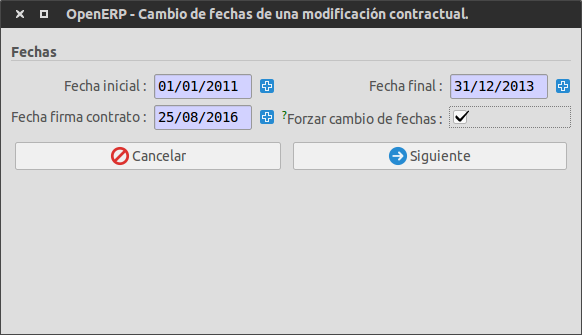 OpenERP - Cambio de fechas de una modificación contractual.
Fechas
Fecha inicial : 01/01/2011 Fecha final : 31/12/2013
Fecha firma contrato : 25/08/2016 ?Forzar cambio de fechas :
Cancelar Siguiente